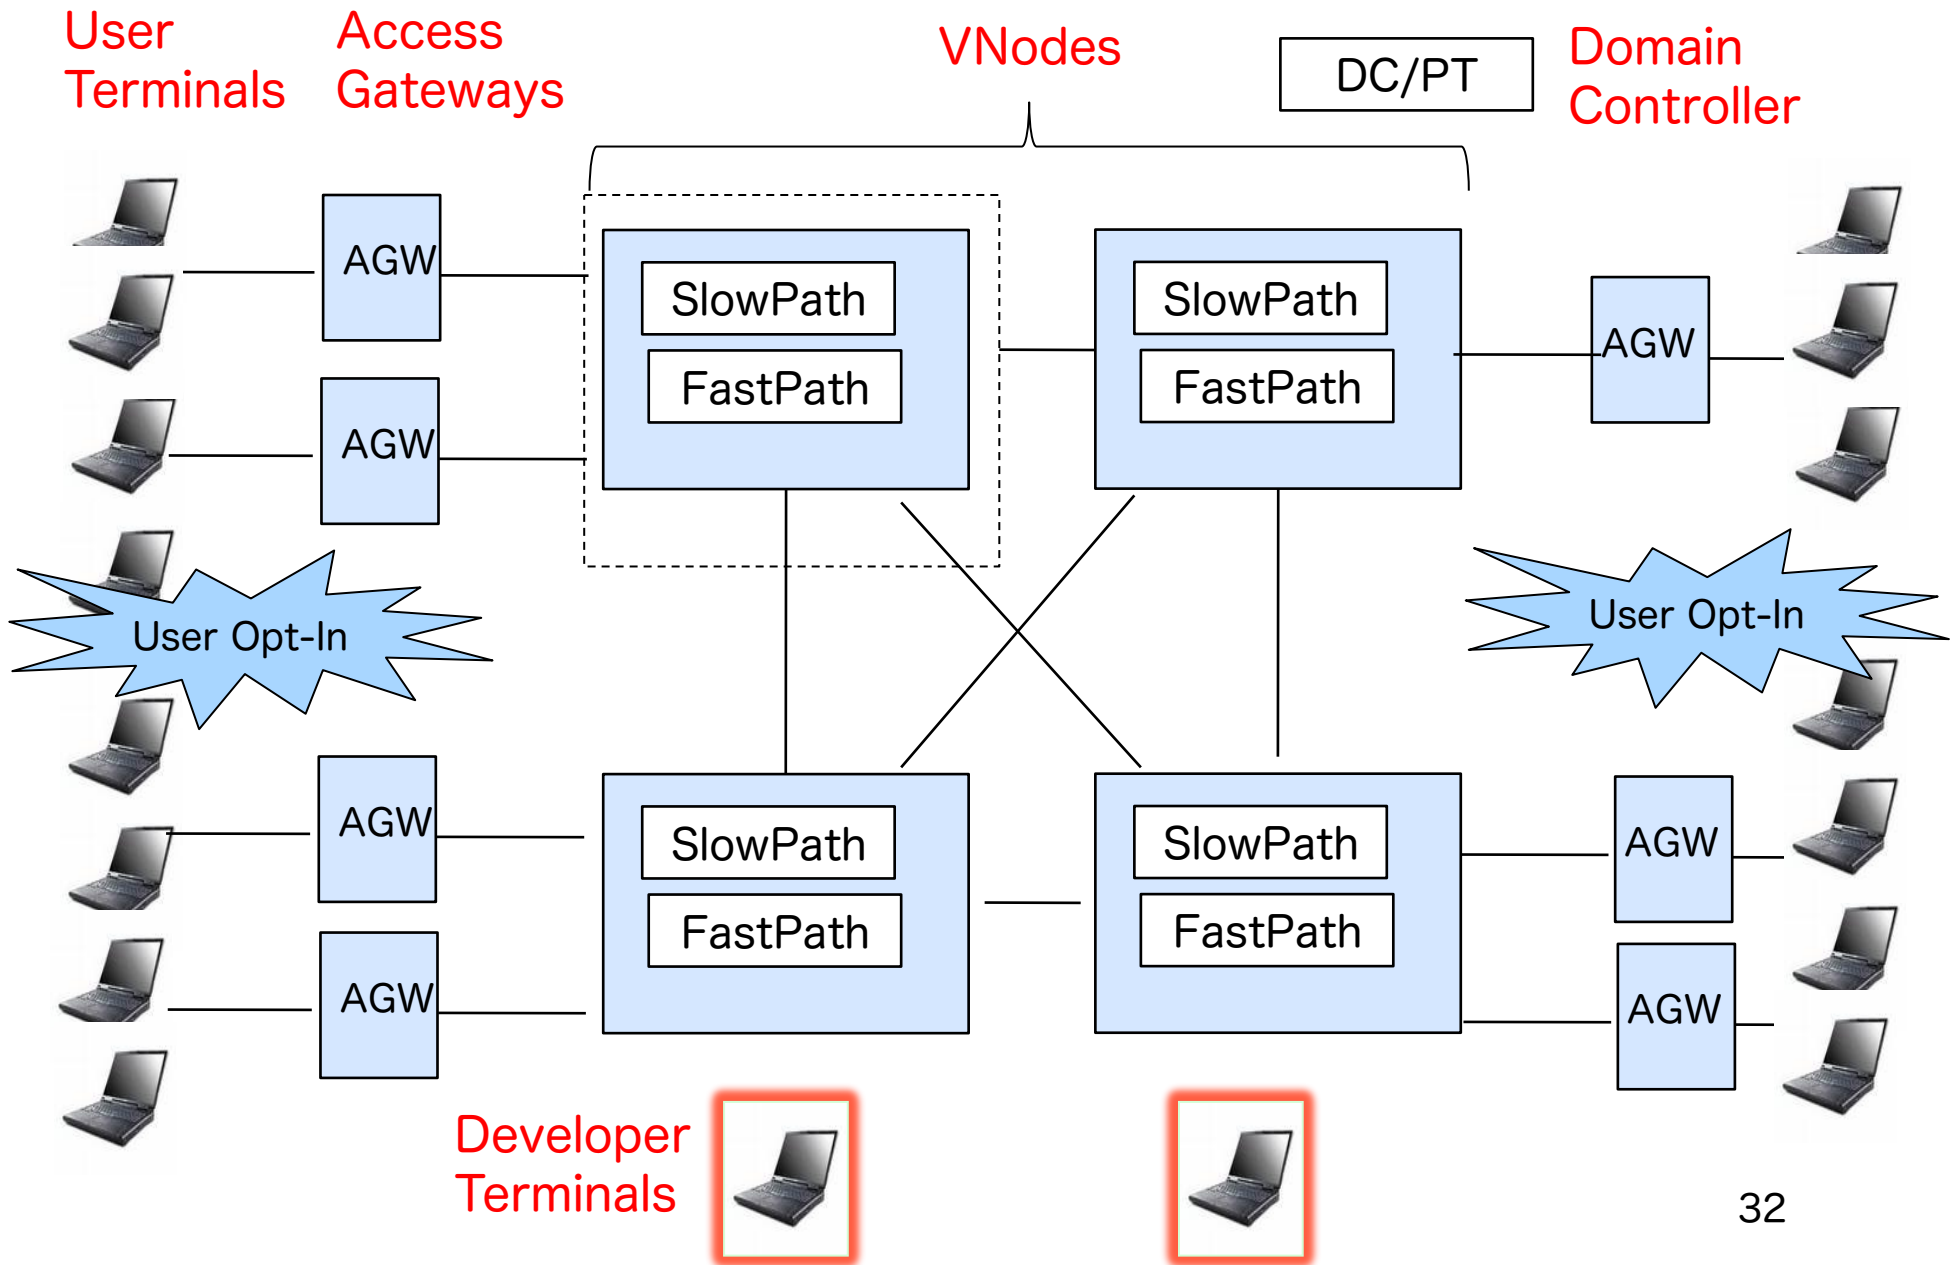 User
Terminals
Access
Gateways
VNodes
DC/PT
Domain
Controller
AGW
SlowPath
FastPath
SlowPath
FastPath
AGW
AGW
User Opt-In
User Opt-In
AGW
SlowPath
FastPath
SlowPath
FastPath
AGW
AGW
AGW
Developer
Terminals
32